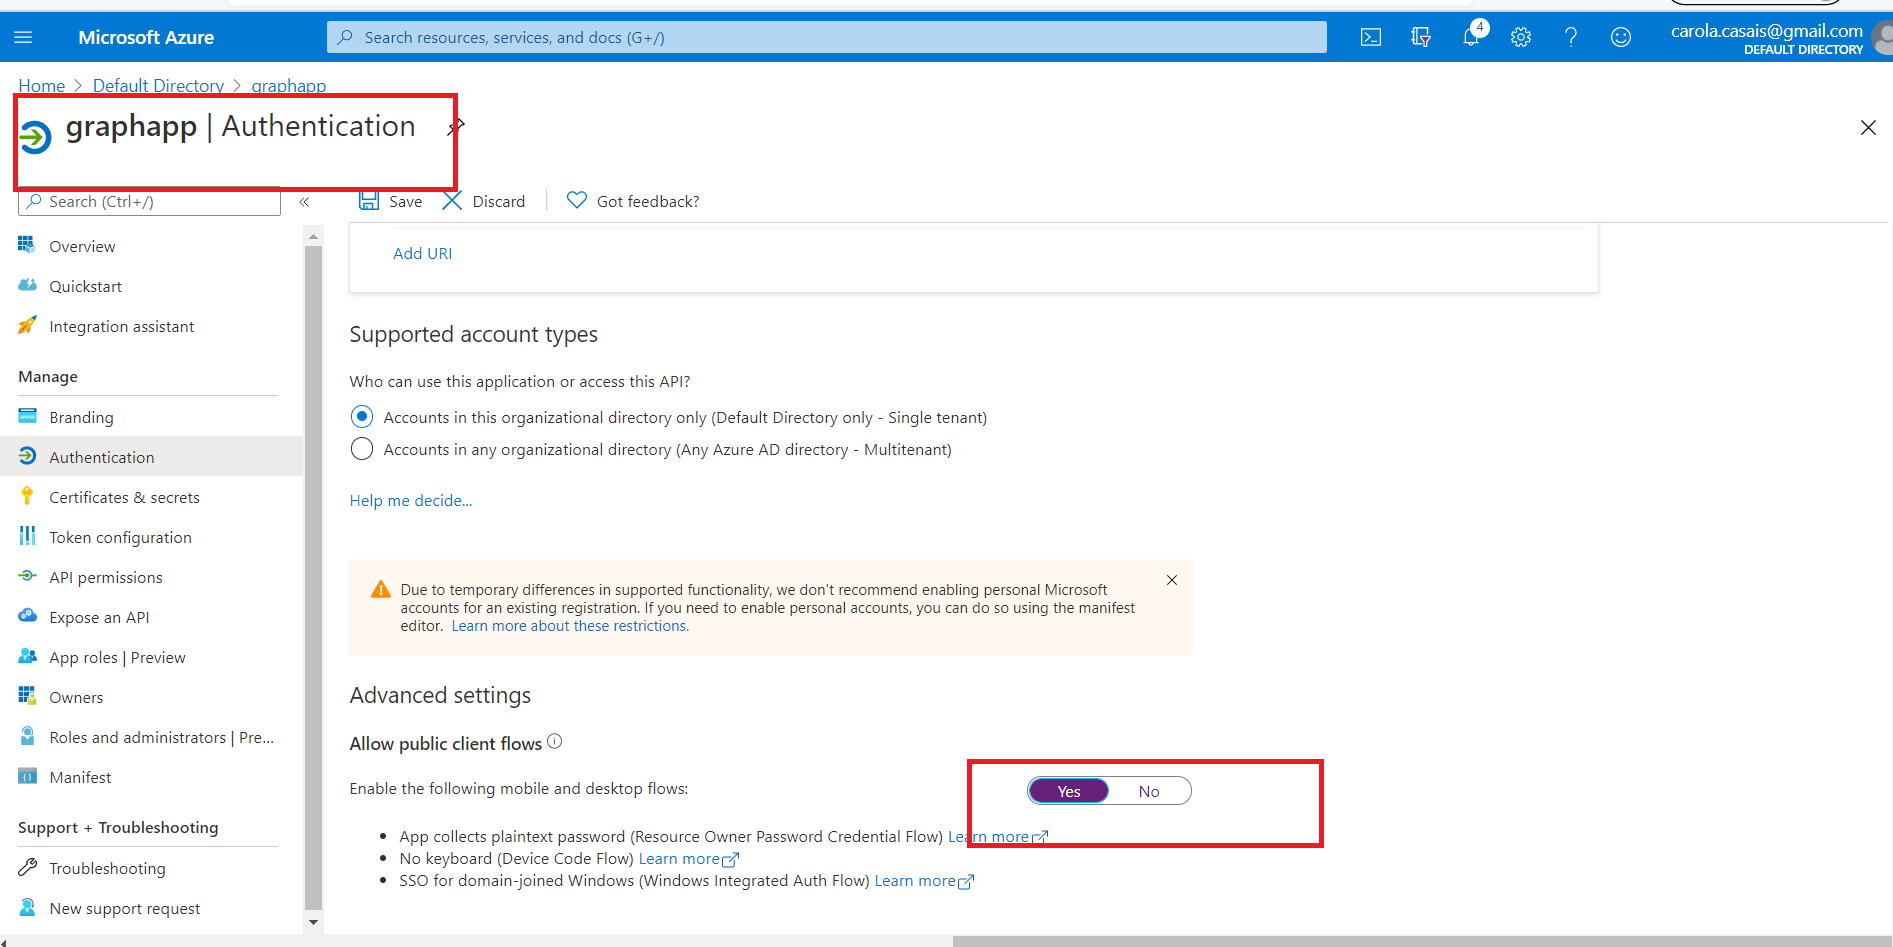 Microsoft Azure
Search resources, services, and docs (G+/)
4
carola.casais@gmail.com
DEFAULT DIRECTORY
Home > Default Directory > graphapp
graphapp | Authentication
Search (Ctrl+/)
«
Save
Discard
Got feedback?
Overview
Quickstart
Integration assistant
Manage
Branding
Authentication
Certificates & secrets
Token configuration
API permissions
Expose an API
App roles | Preview
Owners
Roles and administrators | Pre...
Manifest
Support + Troubleshooting
Troubleshooting
New support request
Add URI
Supported account types
Who can use this application or access this API?
Accounts in this organizational directory only (Default Directory only - Single tenant)
Accounts in any organizational directory (Any Azure AD directory - Multitenant)
Help me decide...
Due to temporary differences in supported functionality, we don't recommend enabling personal Microsoft
accounts for an existing registration. If you need to enable personal accounts, you can do so using the manifest
editor. Learn more about these restrictions.
Advanced settings
Allow public client flows
Enable the following mobile and desktop flows:
Yes
No
• App collects plaintext password (Resource Owner Password Credential Flow) Learn more
• No keyboard (Device Code Flow) Learn more
• SSO for domain-joined Windows (Windows Integrated Auth Flow) Learn more